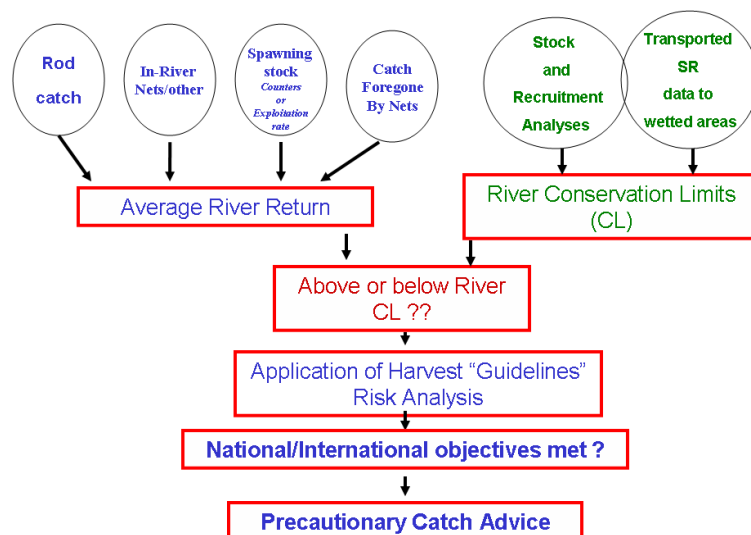 Rod
catch
In-River
Nets/other
Spawning
stock
Counters
or
Exploitation
rate
Catch
Foregone
By Nets
Stock
and
Recruitment
Analyses
Transported
SR
data to
wetted areas
Average River Return
River Conservation Limits
(CL)
Above or below River
CL ??
Application of Harvest “Guidelines”
Risk Analysis
National/International objectives met ?
Precautionary Catch Advice